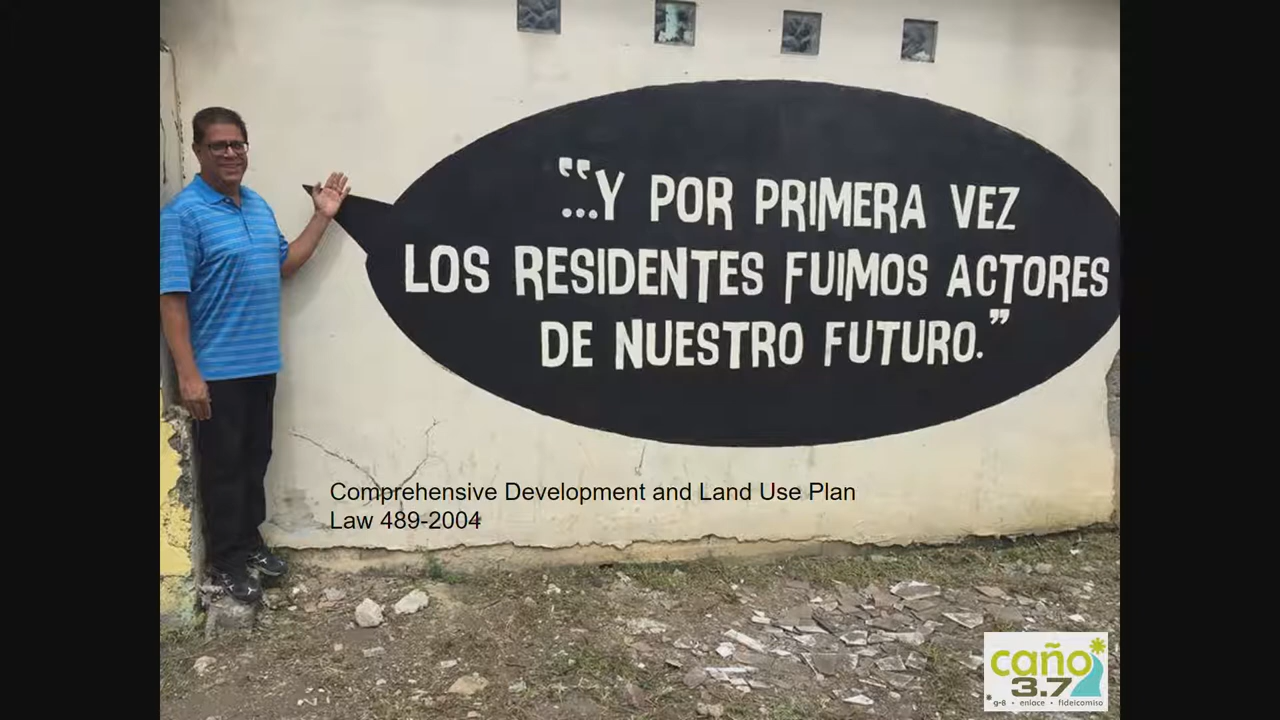 “...Y POR PRIMERA VEZ
LOS RESIDENTES FUIMOS ACTORES
DE NUESTRO FUTURO.”
Comprehensive Development and Land Use Plan
Law 489-2004
caño
3.7
g-8 • enlace • fideicomiso